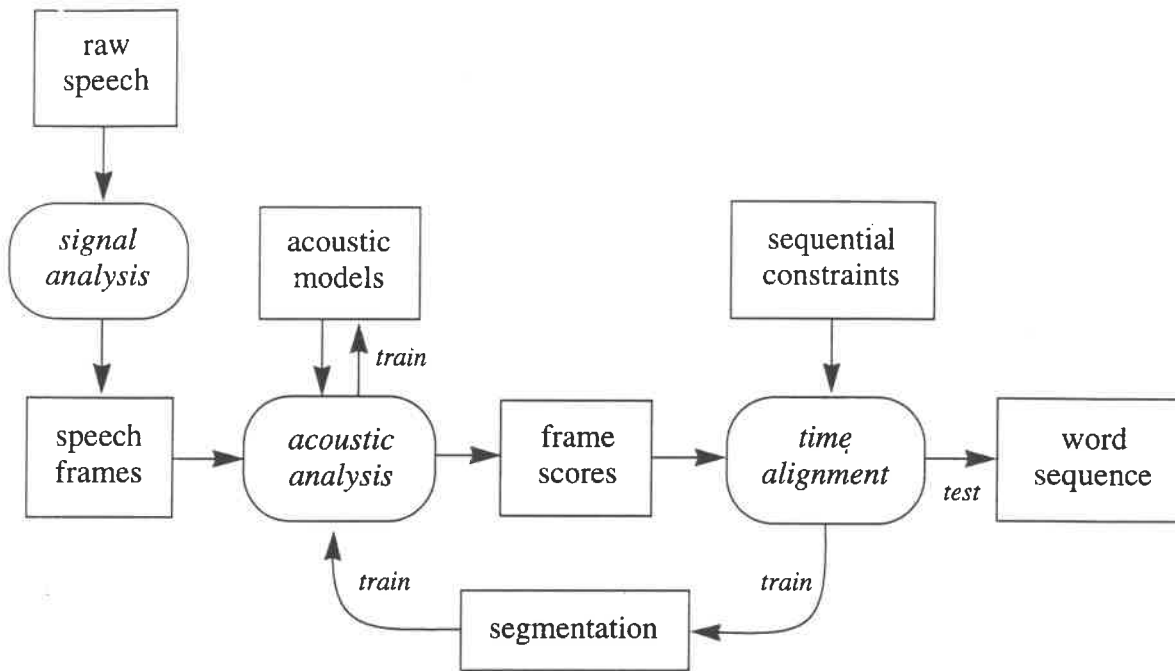 raw
speech
signal
analysis
acoustic
models
sequential
constraints
train
speech
frames
acoustic
analysis
frame
scores
time
alignment
test
word
sequence
train
train
segmentation